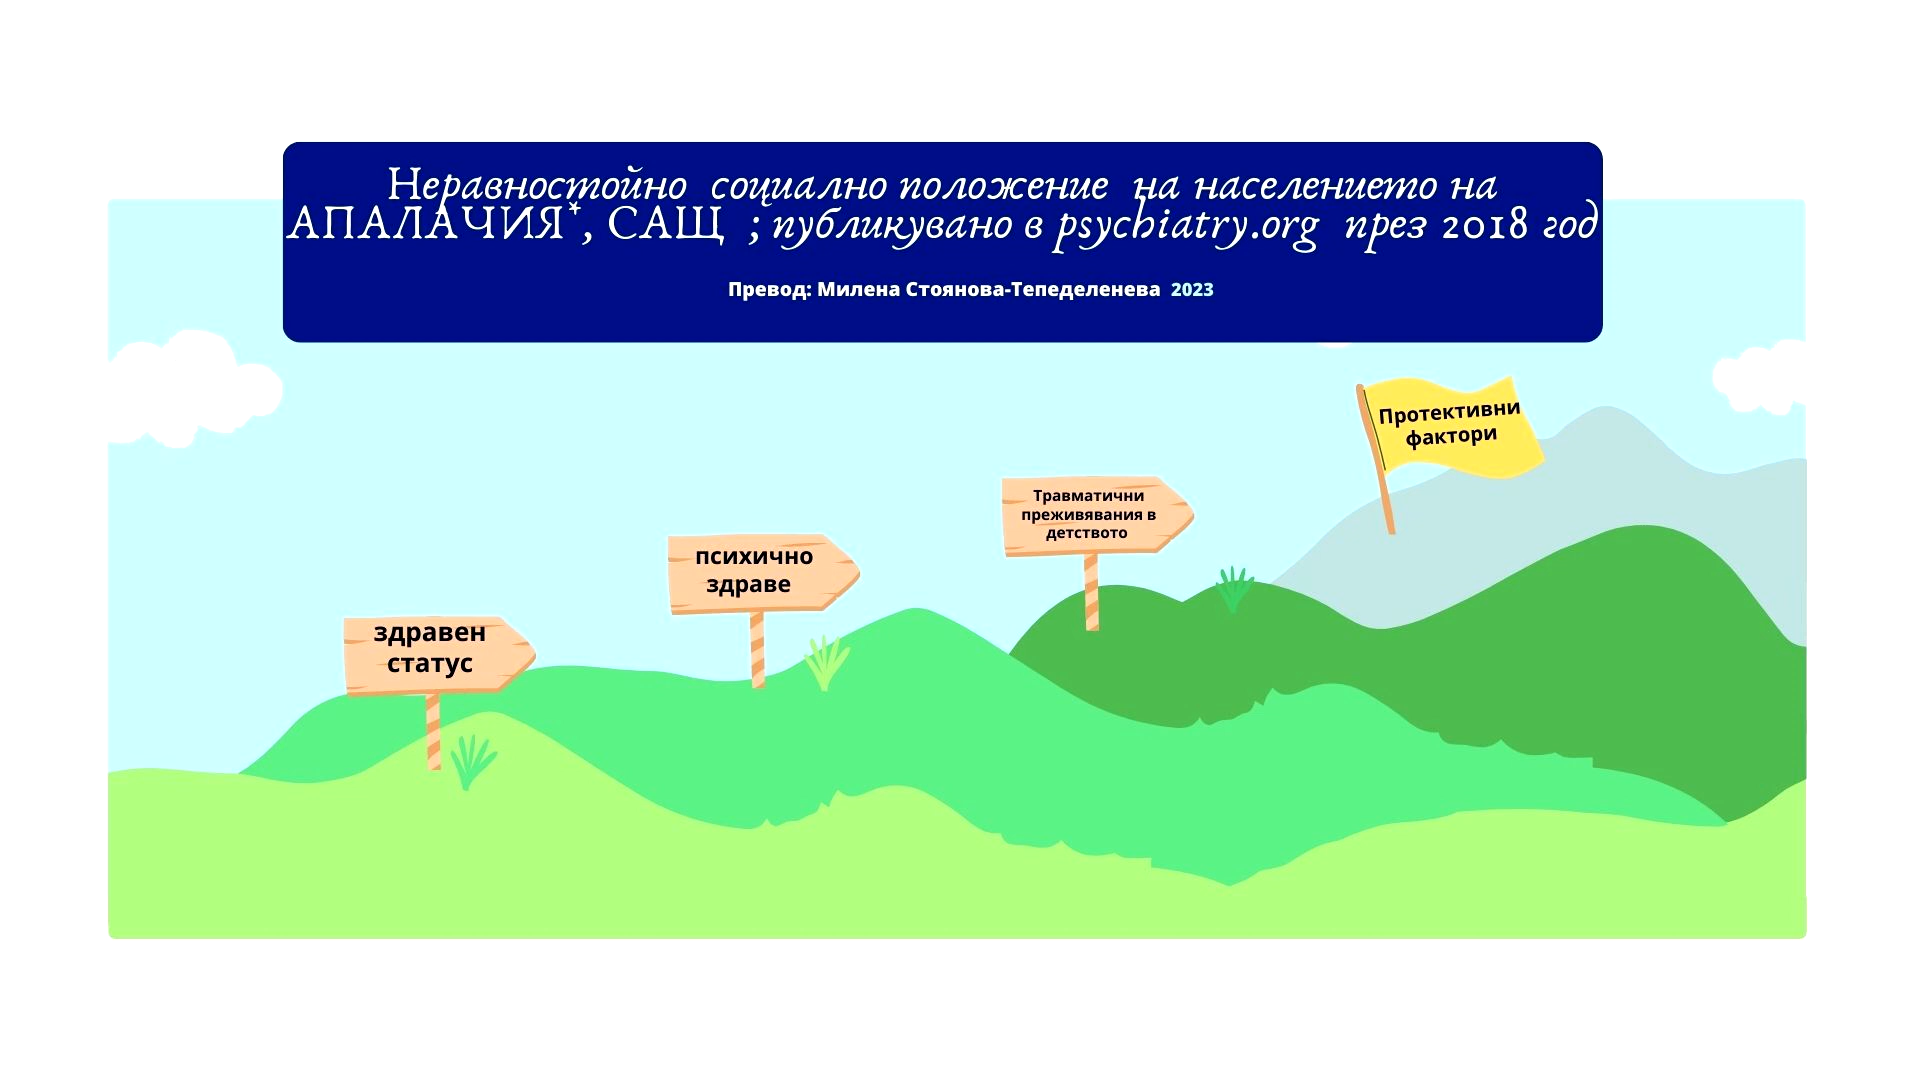 Неравностойно социално положение на населението на
АПАЛАЧИЯ*, САЩ ; публикувано в psychiatry.org през 2018 год
Превод: Милена Стоянова-Тепеделенева 2023
Протективни
фактори
Травматични
преживявания в
детството
психично
здраве
здравен
статус